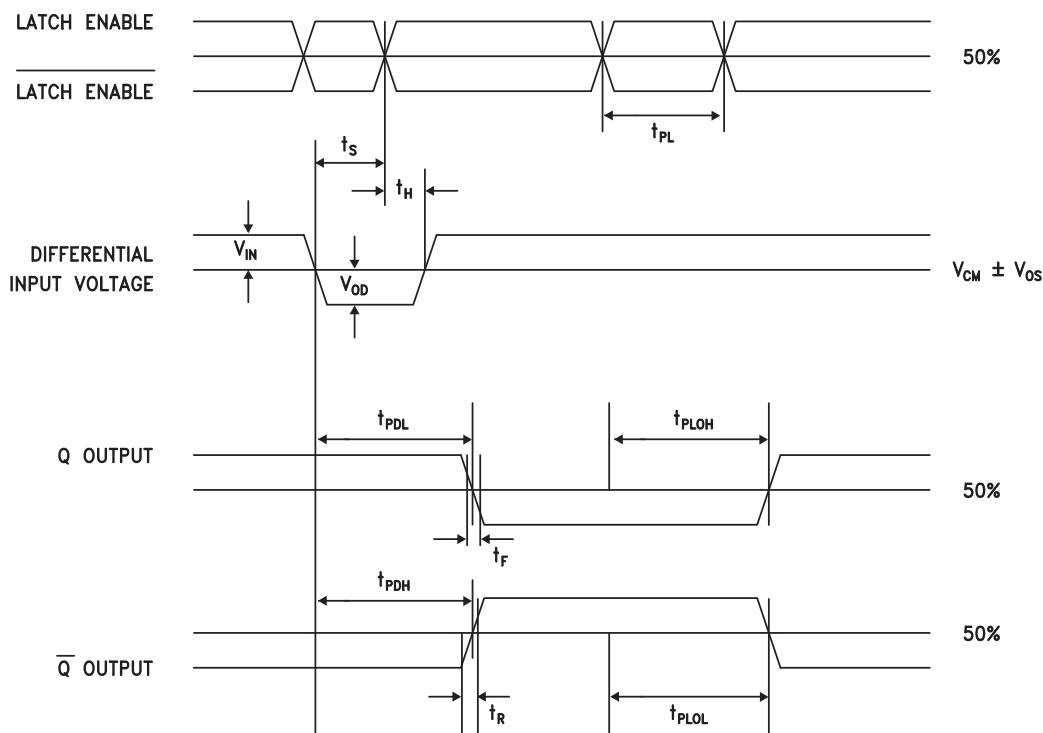 LATCH ENABLE
50%
LATCH ENABLE
tPL
tS
tH
DIFFERENTIAL
INPUT VOLTAGE
VIN
VOD
VCM ± VOS
tPDL
tPLOH
Q OUTPUT
50%
tF
tPDH
50%
Q̅ OUTPUT
tR
tPLOL